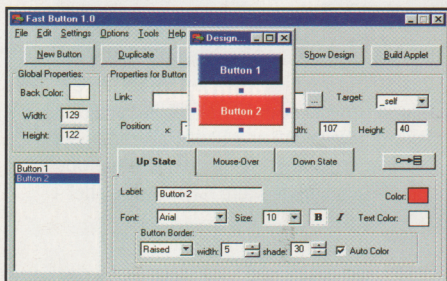 Fast Button 1.0
File Edit Settings Options Tools Help
Design...
New Button Duplicate Show Design Build Applet
Button 1
Button 2
Global Properties:
Back Color:
Width: 129
Height: 122
Properties for Button
Link: ... Target: _self
Position: x: width: 107 Height: 40
Button 1
Button 2
Up State Mouse-Over Down State
Label: Button 2 Color:
Font: Arial Size: 10 B I Text Color:
Button Border:
Raised width: 5 shade: 30 Auto Color